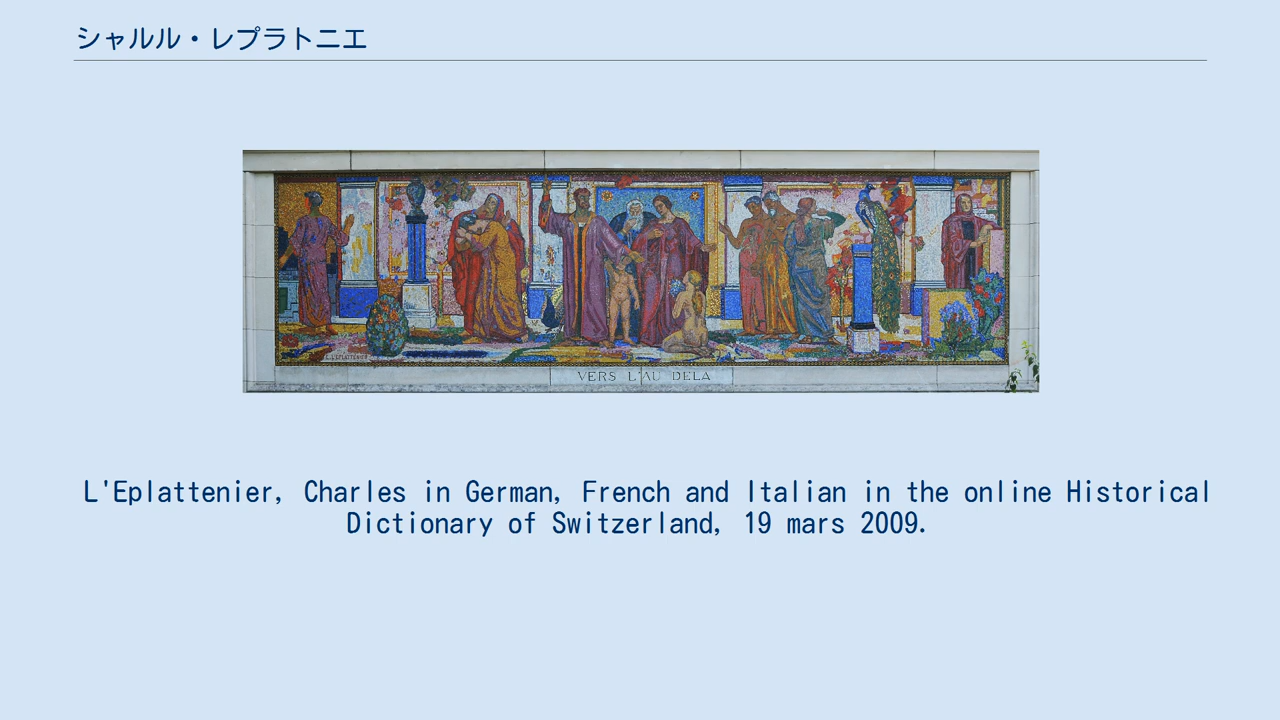 シャルル・レプラトニエ
C. L'EPLATTENIER
VERS L'AU DELA
L'Eplattenier, Charles in German, French and Italian in the online Historical
Dictionary of Switzerland, 19 mars 2009.